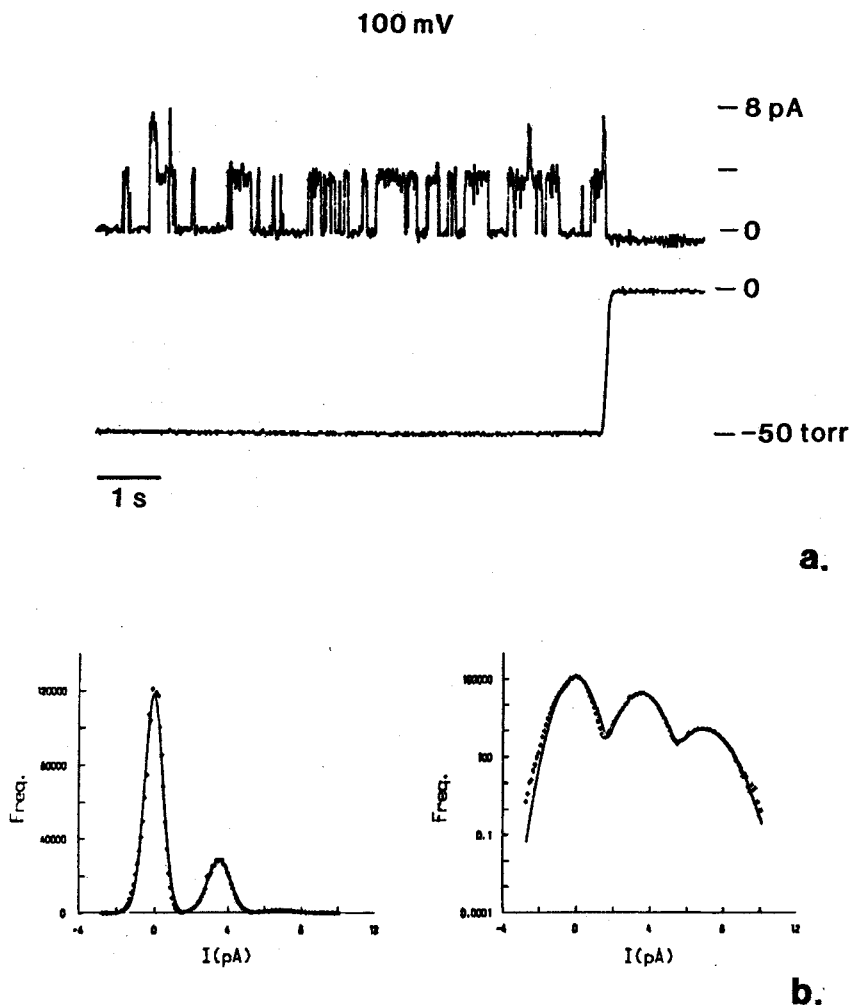 100 mV
– 8 pA
–
– 0
– 0
– -50 torr
1 s
a.
120000
80000
40000
0
Freq.
-4
0
4
8
12
I(pA)
100000
100
0.1
0.0001
Freq.
-4
0
4
8
12
I(pA)
b.